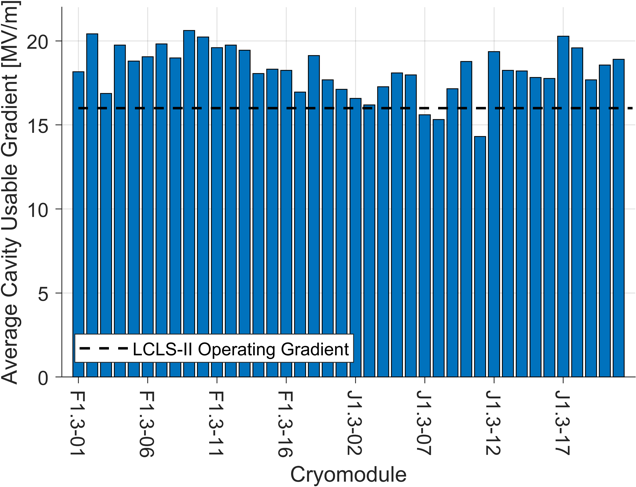 Average Cavity Usable Gradient [MV/m]
20
15
10
5
0
LCLS-II Operating Gradient
F1.3-01
F1.3-06
F1.3-11
F1.3-16
J1.3-02
J1.3-07
J1.3-12
J1.3-17
Cryomodule